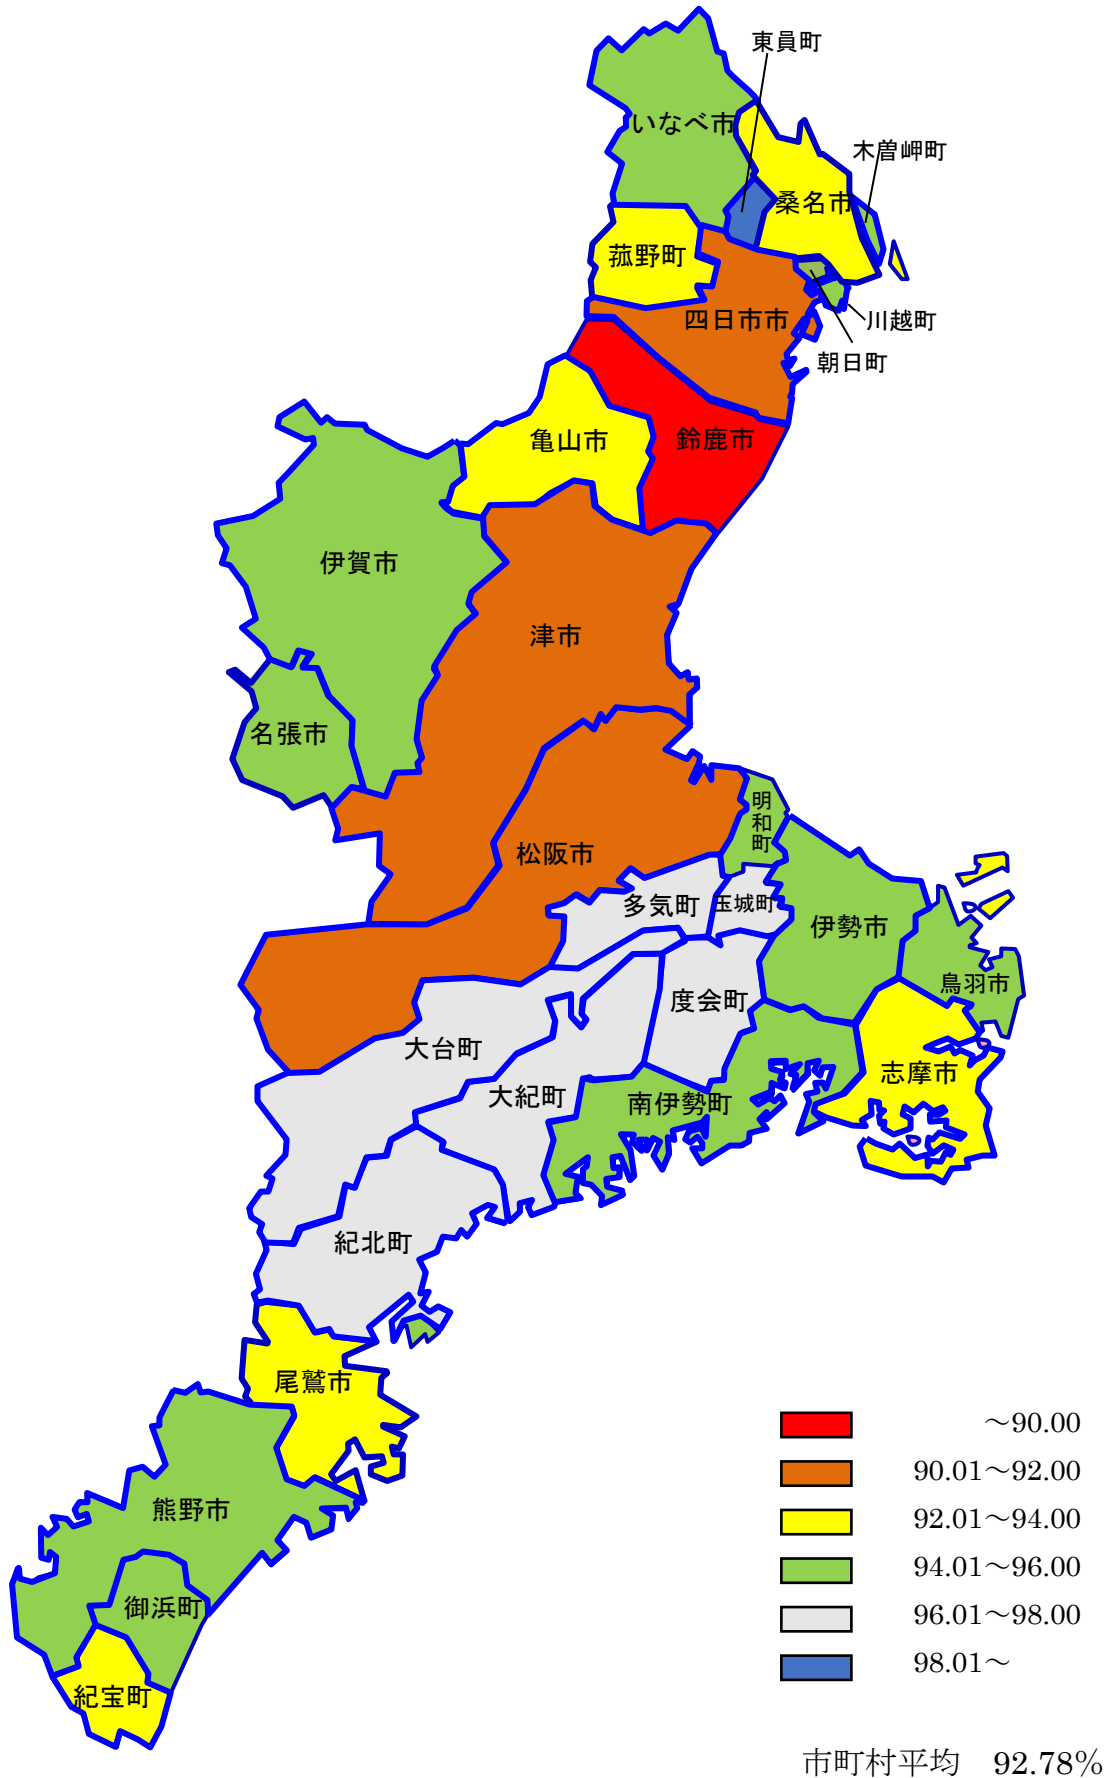 東員町
いなべ市
木曽岬町
桑名市
菰野町
四日市市
川越町
朝日町
亀山市
鈴鹿市
伊賀市
津市
名張市
明和町
松阪市
多気町
玉城町
伊勢市
鳥羽市
度会町
大台町
志摩市
大紀町
南伊勢町
紀北町
尾鷲市
熊野市
御浜町
紀宝町
～90.00
90.01～92.00
92.01～94.00
94.01～96.00
96.01～98.00
98.01～
市町村平均 92.78%